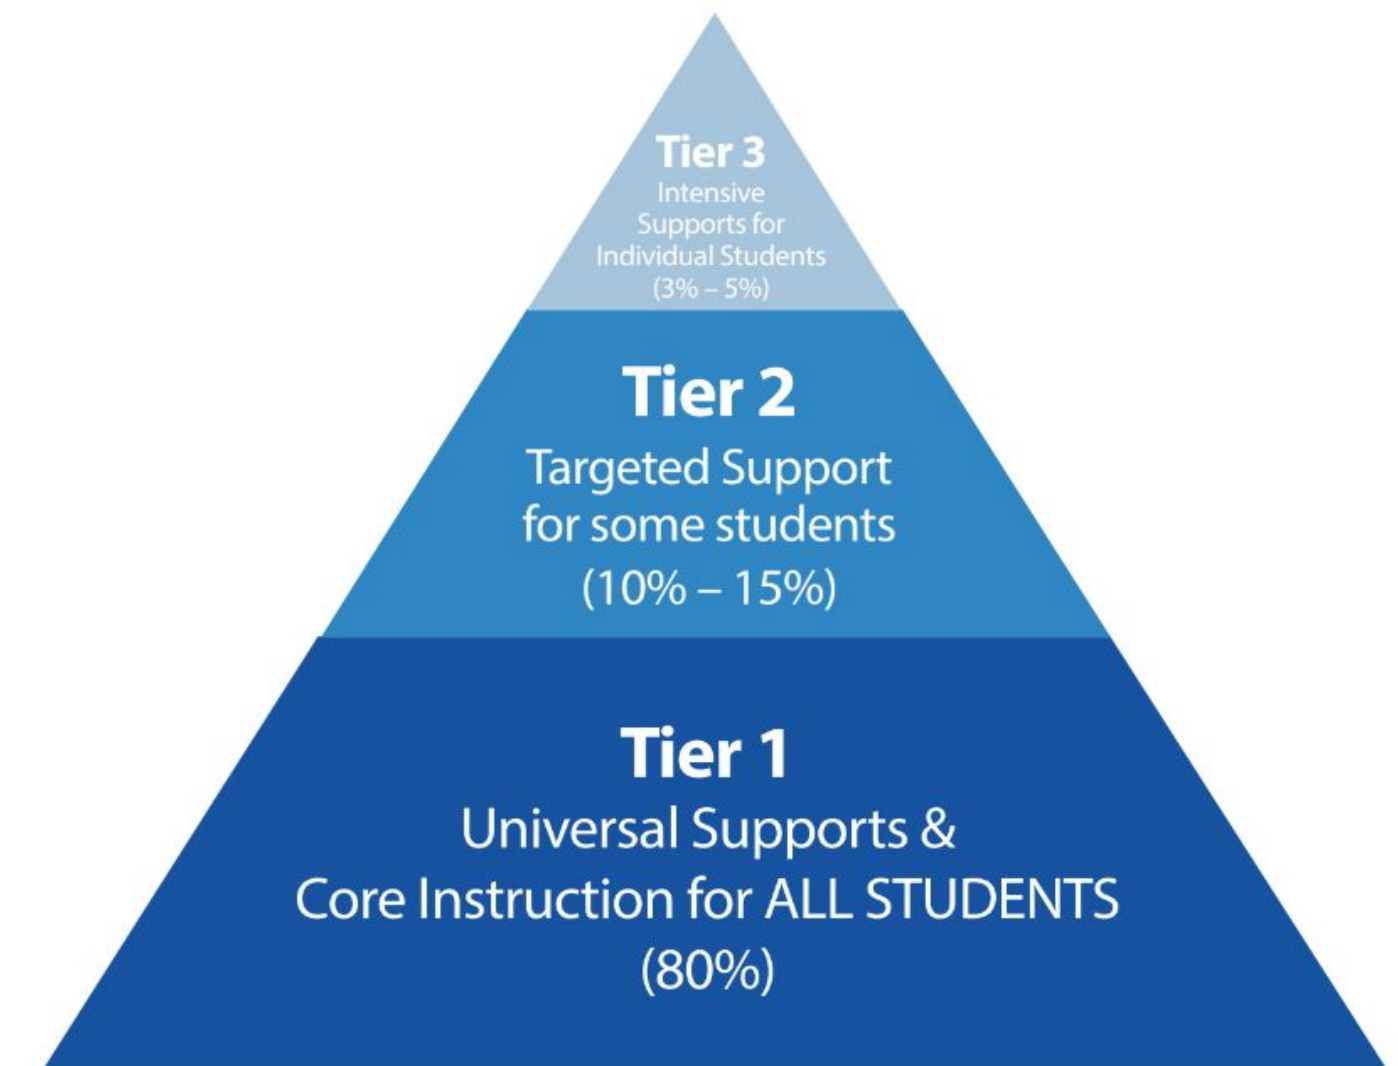 Tier 3
Intensive
Supports for
Individual Students
(3% – 5%)
Tier 2
Targeted Support
for some students
(10% – 15%)
Tier 1
Universal Supports &
Core Instruction for ALL STUDENTS
(80%)